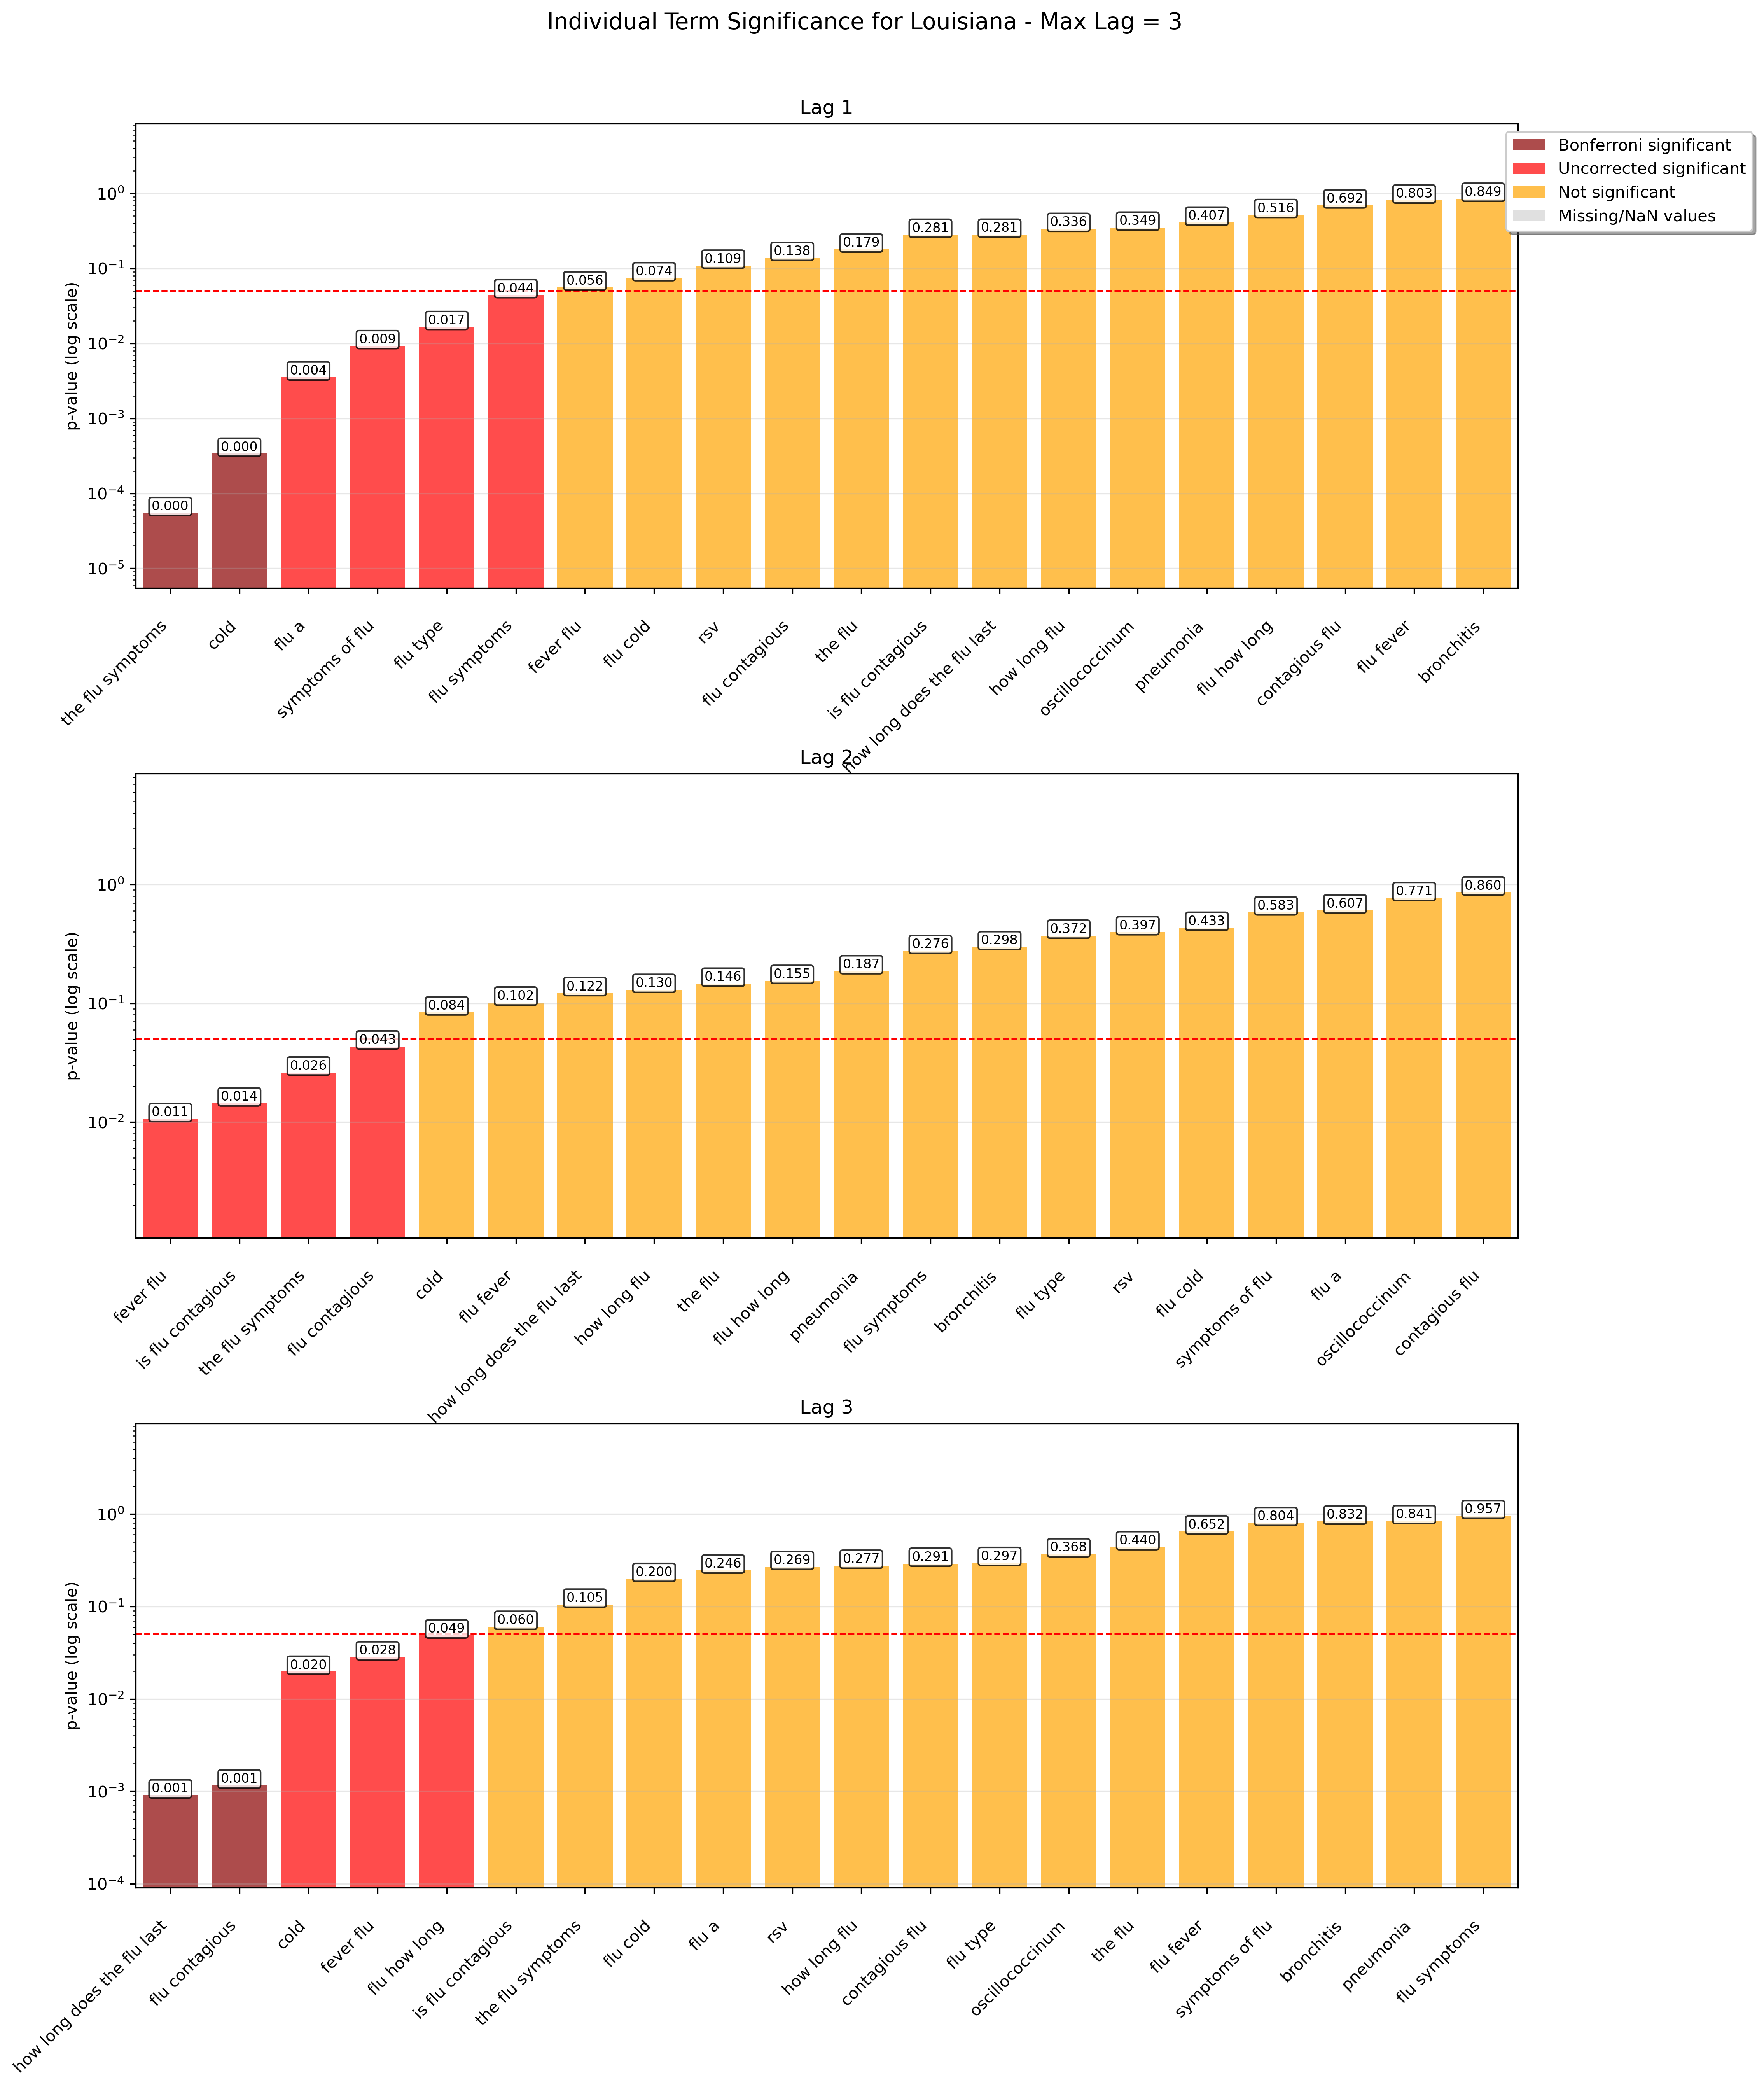 Individual Term Significance for Louisiana - Max Lag = 3
Lag 1
Bonferroni significant
Uncorrected significant
Not significant
Missing/NaN values
p-value (log scale)
10⁰
10⁻¹
10⁻²
10⁻³
10⁻⁴
10⁻⁵
0.000
0.000
0.004
0.009
0.017
0.044
0.056
0.074
0.109
0.138
0.179
0.281
0.281
0.336
0.349
0.407
0.516
0.692
0.803
0.849
the flu symptoms
cold
flu a
symptoms of flu
flu type
flu symptoms
fever flu
flu cold
rsv
flu contagious
the flu
is flu contagious
how long does the flu last
how long flu
oscillococcinum
pneumonia
flu how long
contagious flu
flu fever
bronchitis
Lag 2
p-value (log scale)
10⁰
10⁻¹
10⁻²
0.011
0.014
0.026
0.043
0.084
0.102
0.122
0.130
0.146
0.155
0.187
0.276
0.298
0.372
0.397
0.433
0.583
0.607
0.771
0.860
fever flu
is flu contagious
the flu symptoms
flu contagious
cold
flu fever
how long does the flu last
how long flu
the flu
flu how long
pneumonia
flu symptoms
bronchitis
flu type
rsv
flu cold
symptoms of flu
flu a
oscillococcinum
contagious flu
Lag 3
p-value (log scale)
10⁰
10⁻¹
10⁻²
10⁻³
10⁻⁴
0.001
0.001
0.020
0.028
0.049
0.060
0.105
0.200
0.246
0.269
0.277
0.291
0.297
0.368
0.440
0.652
0.804
0.832
0.841
0.957
how long does the flu last
flu contagious
cold
fever flu
flu how long
is flu contagious
the flu symptoms
flu cold
flu a
rsv
how long flu
contagious flu
flu type
oscillococcinum
the flu
flu fever
symptoms of flu
bronchitis
pneumonia
flu symptoms